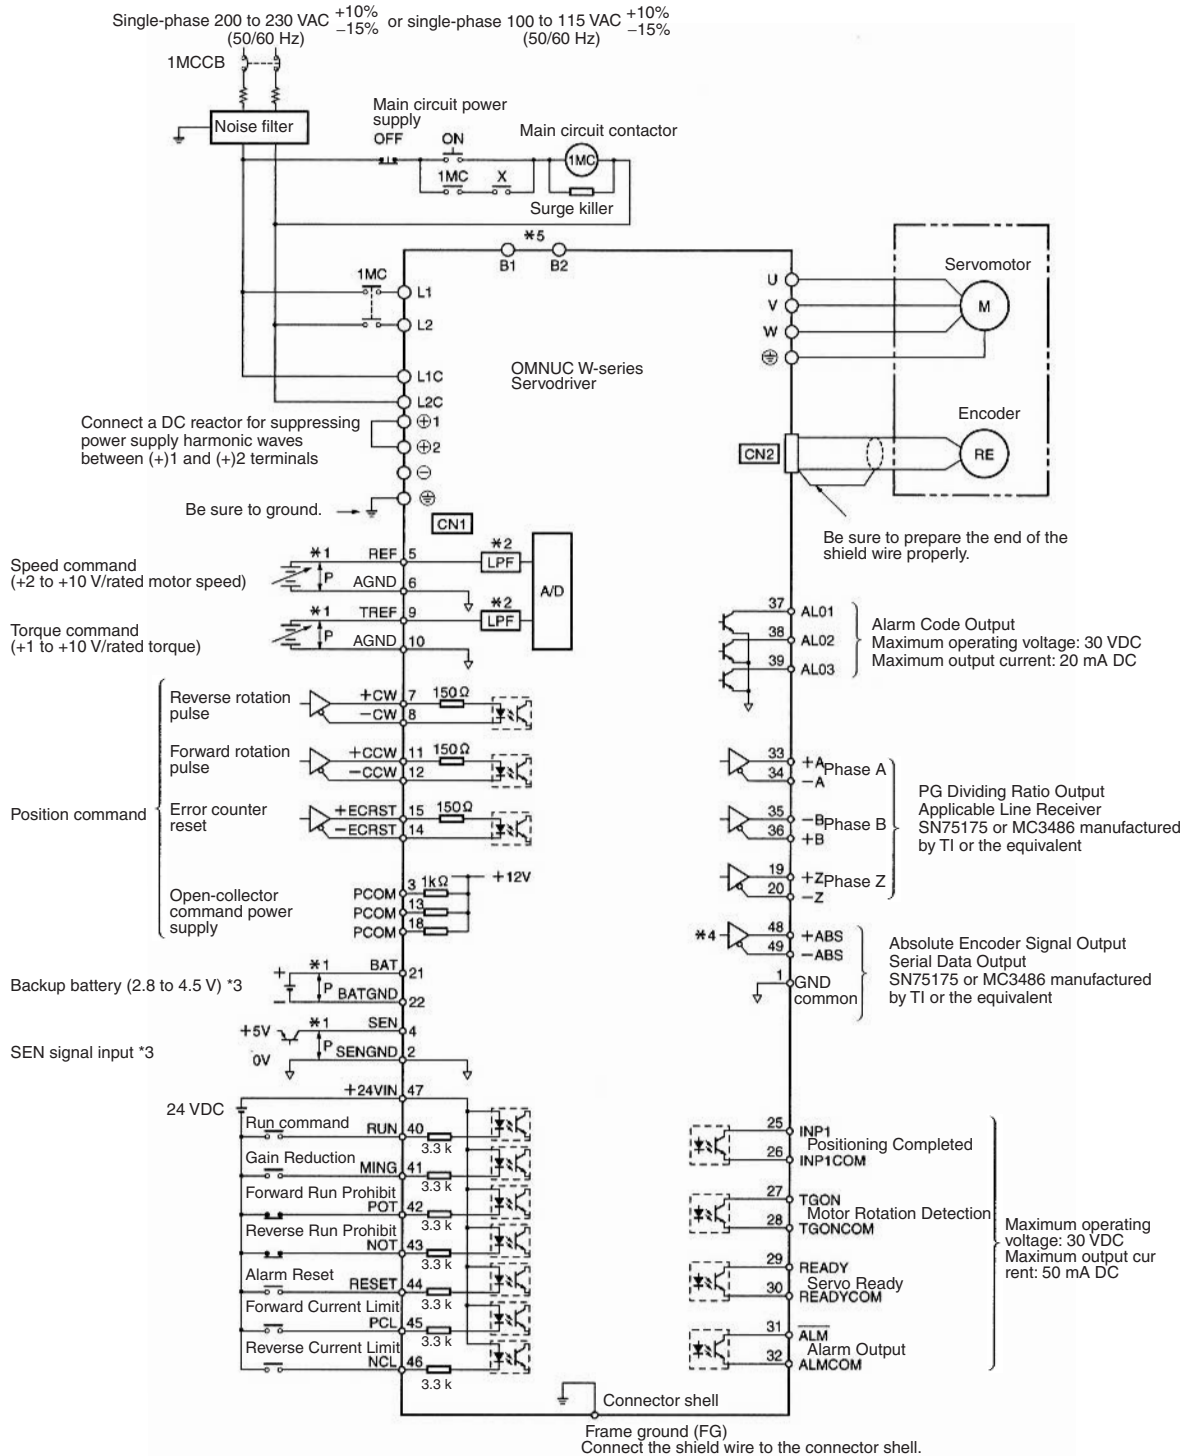 Single-phase 200 to 230 VAC +10% −15% or single-phase 100 to 115 VAC +10% −15%
(50/60 Hz) (50/60 Hz)
1MCCB
Noise filter
Main circuit power
supply
OFF ON
Main circuit contactor
1MC
1MC X
Surge killer
*5
B1 B2
1MC
L1
L2
L1C
L2C
OMNUC W-series
Servodriver
U
V
W
Servomotor
M
Encoder
RE
CN2
Be sure to prepare the end of the
shield wire properly.
Connect a DC reactor for suppressing
power supply harmonic waves
between (+)1 and (+)2 terminals
⊕1
⊕2
⊖
Be sure to ground.
CN1
Speed command
(+2 to +10 V/rated motor speed)
*1 REF 5 *2
P LPF
AGND 6
A/D
Torque command
(+1 to +10 V/rated torque)
*1 TREF 9 *2
P LPF
AGND 10
Position command
Reverse rotation
pulse
+CW 7 150Ω
−CW 8
Forward rotation
pulse
+CCW 11 150Ω
−CCW 12
Error counter
reset
+ECRST 15 150Ω
−ECRST 14
Open-collector
command power
supply
PCOM 3 1kΩ +12V
PCOM 13
PCOM 18
Backup battery (2.8 to 4.5 V) *3
+ *1 BAT 21
P
− BATGND 22
SEN signal input *3
+5V *1 SEN 4
P
0V SENGND 2
+24VIN 47
24 VDC
Run command
RUN 40
3.3 k
Gain Reduction
MING 41
3.3 k
Forward Run Prohibit
POT 42
3.3 k
Reverse Run Prohibit
NOT 43
3.3 k
Alarm Reset
RESET 44
3.3 k
Forward Current Limit
PCL 45
3.3 k
Reverse Current Limit
NCL 46
3.3 k
37 AL01
38 AL02
39 AL03
Alarm Code Output
Maximum operating voltage: 30 VDC
Maximum output current: 20 mA DC
33 +A
Phase A
34 −A
35 −B
Phase B
36 +B
19 +Z
Phase Z
20 −Z
PG Dividing Ratio Output
Applicable Line Receiver
SN75175 or MC3486 manufactured
by TI or the equivalent
*4
48 +ABS
49 −ABS
1 GND
common
Absolute Encoder Signal Output
Serial Data Output
SN75175 or MC3486 manufactured
by TI or the equivalent
25 INP1
Positioning Completed
26 INP1COM
27 TGON
Motor Rotation Detection
28 TGONCOM
29 READY
Servo Ready
30 READYCOM
31 ALM
Alarm Output
32 ALMCOM
Maximum operating
voltage: 30 VDC
Maximum output cur
rent: 50 mA DC
Connector shell
Frame ground (FG)
Connect the shield wire to the connector shell.